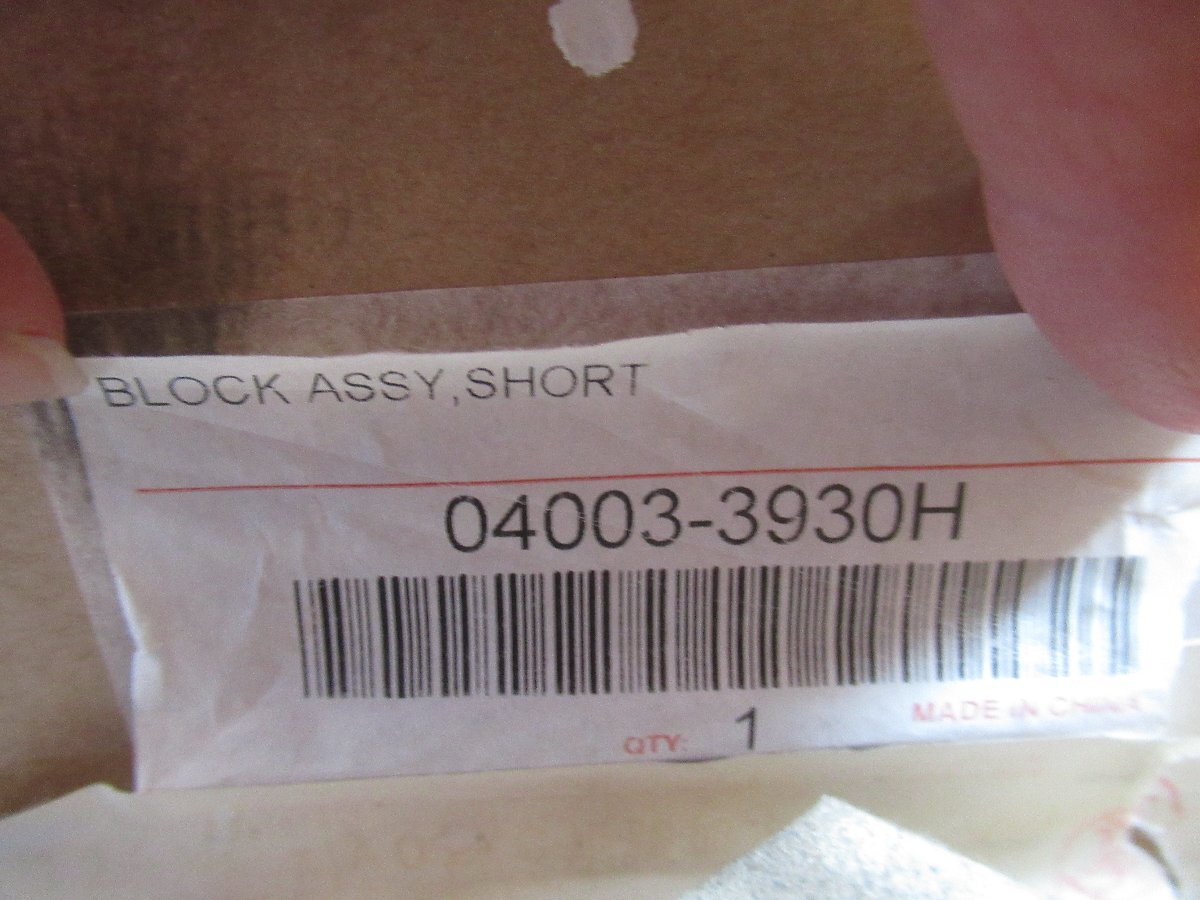 BLOCK ASSY,SHORT
04003-3930H
QTY: 1
MADE IN CHINA